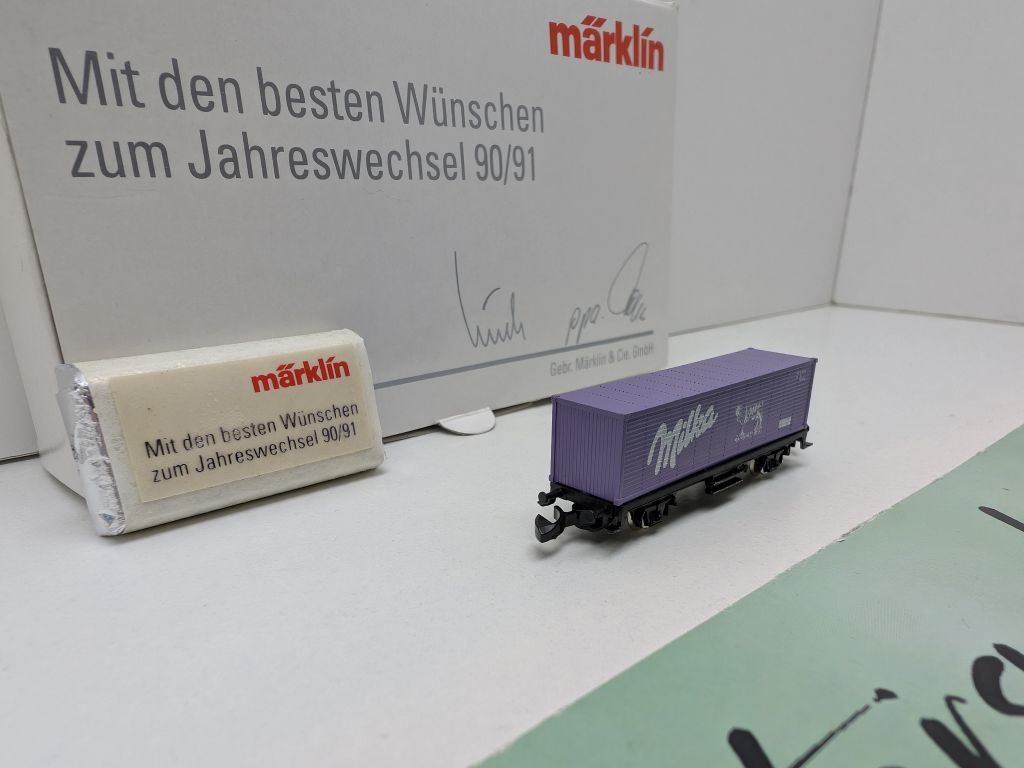 märklin
Mit den besten Wünschen
zum Jahreswechsel 90/91
ppa.
Gebr. Märklin & Cie. GmbH
märklin
Mit den besten Wünschen
zum Jahreswechsel 90/91
Milka